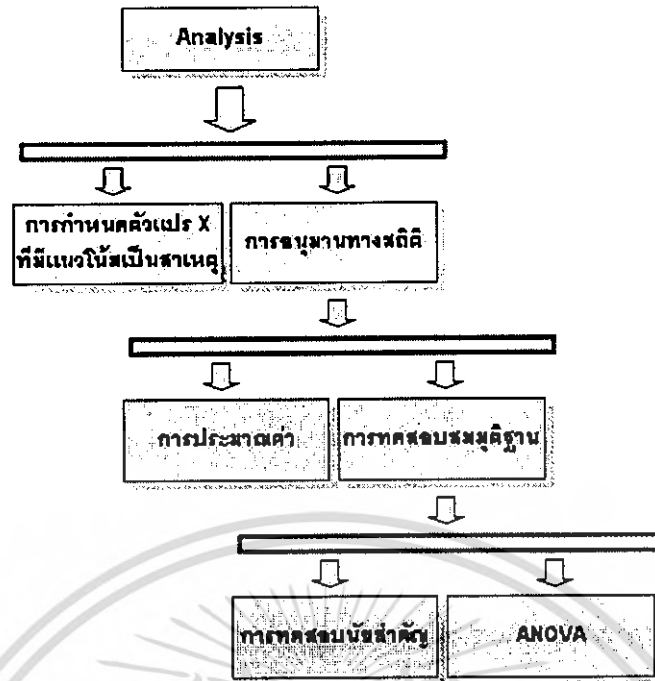 Analysis
การกำหนดตัวแปร X
ที่มีแนวโน้มเป็นสาเหตุ
การอนุมานทางสถิติ
การประมาณค่า
การทดสอบสมมุติฐาน
การทดสอบนัยสำคัญ
ANOVA